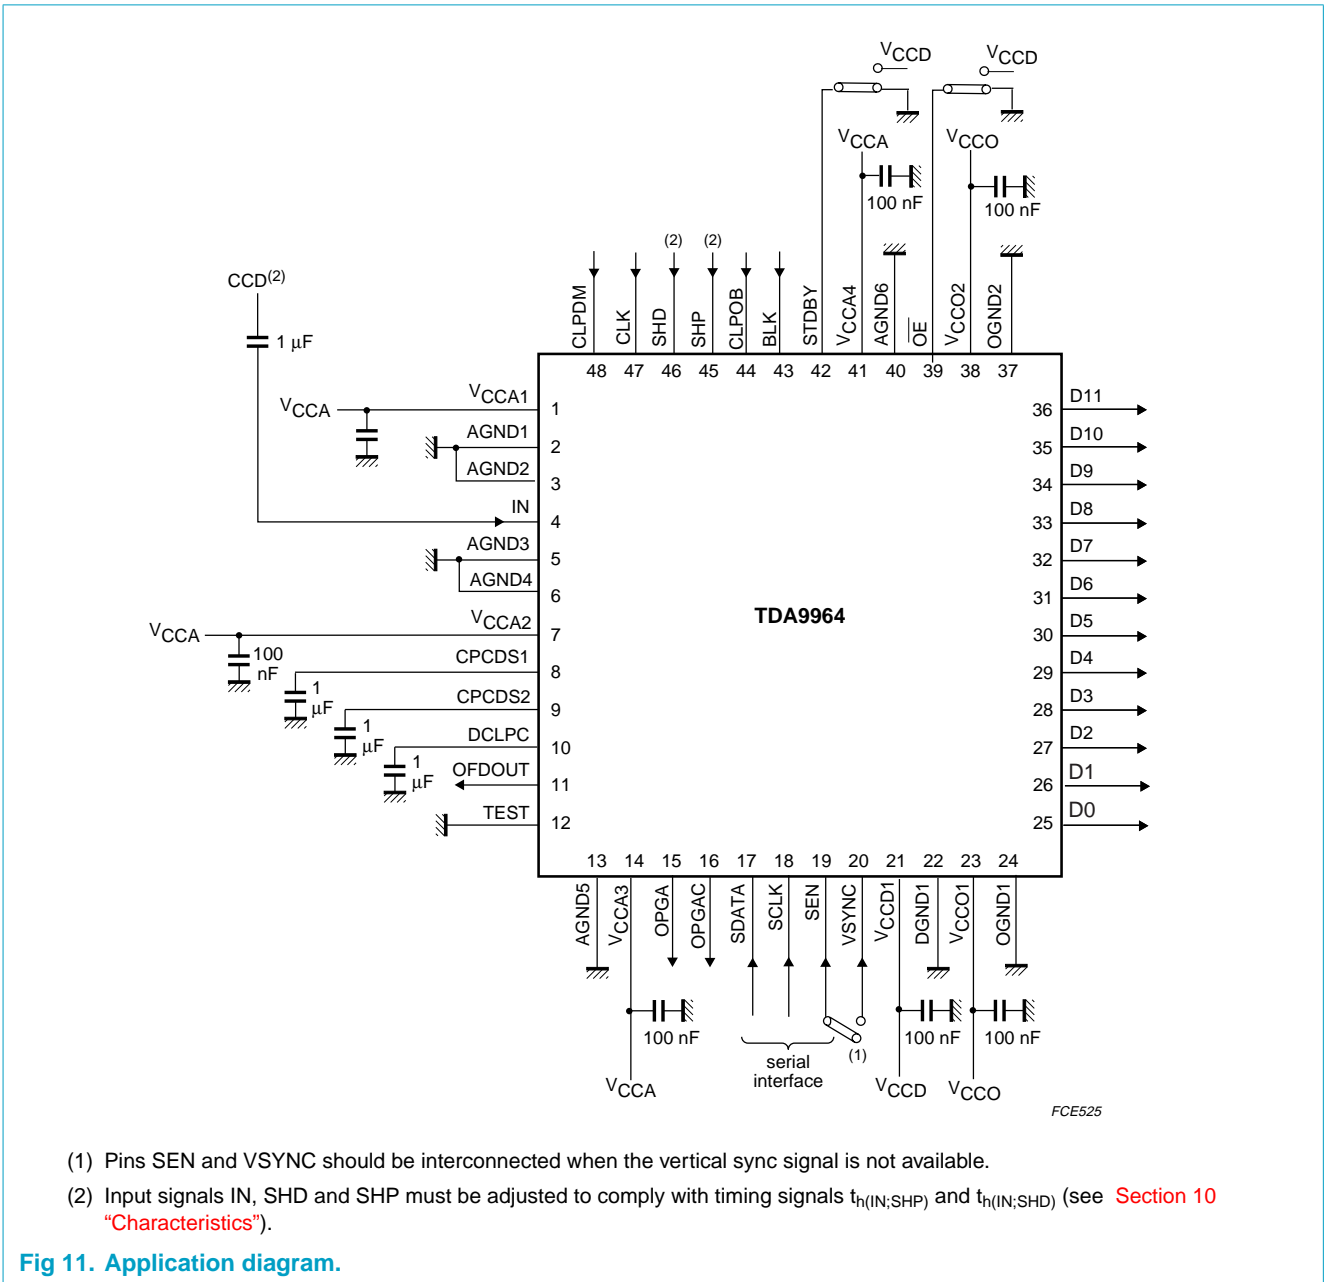 VCCD
VCCD
VCCA
VCCO
100 nF
100 nF
(2)
(2)
CCD(2)
1 μF
CLPDM
CLK
SHD
SHP
CLPOB
BLK
STDBY
VCCA4
AGND6
OE
VCCO2
OGND2
48
47
46
45
44
43
42
41
40
39
38
37
VCCA
VCCA1
1
AGND1
2
AGND2
3
IN
4
AGND3
5
AGND4
6
VCCA
VCCA2
7
100
nF
CPCDS1
8
1
μF
CPCDS2
9
1
μF
DCLPC
10
1
μF
OFDOUT
11
TEST
12
TDA9964
36
D11
35
D10
34
D9
33
D8
32
D7
31
D6
30
D5
29
D4
28
D3
27
D2
26
D1
25
D0
13
14
15
16
17
18
19
20
21
22
23
24
AGND5
VCCA3
OPGA
OPGAC
SDATA
SCLK
SEN
VSYNC
VCCD1
DGND1
VCCO1
OGND1
100 nF
(1)
100 nF
100 nF
serial
interface
VCCA
VCCD
VCCO
FCE525
(1) Pins SEN and VSYNC should be interconnected when the vertical sync signal is not available.
(2) Input signals IN, SHD and SHP must be adjusted to comply with timing signals th(IN;SHP) and th(IN;SHD) (see Section 10
“Characteristics”).
Fig 11. Application diagram.